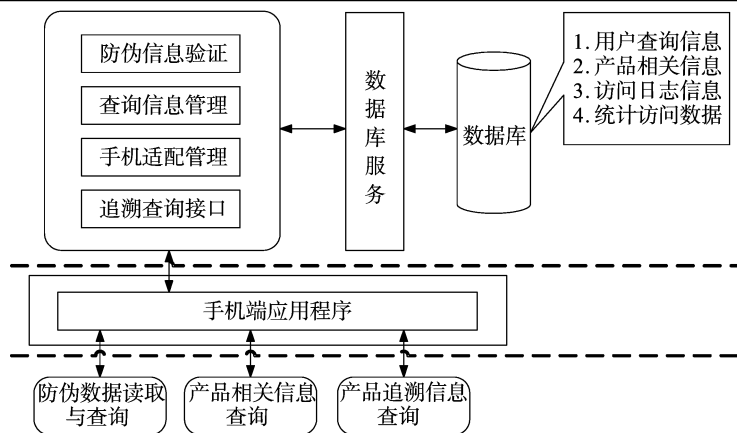 防伪信息验证
查询信息管理
手机适配管理
追溯查询接口
数据库服务
数据库
1. 用户查询信息
2. 产品相关信息
3. 访问日志信息
4. 统计访问数据
手机端应用程序
防伪数据读取
与查询
产品相关信息
查询
产品追溯信息
查询